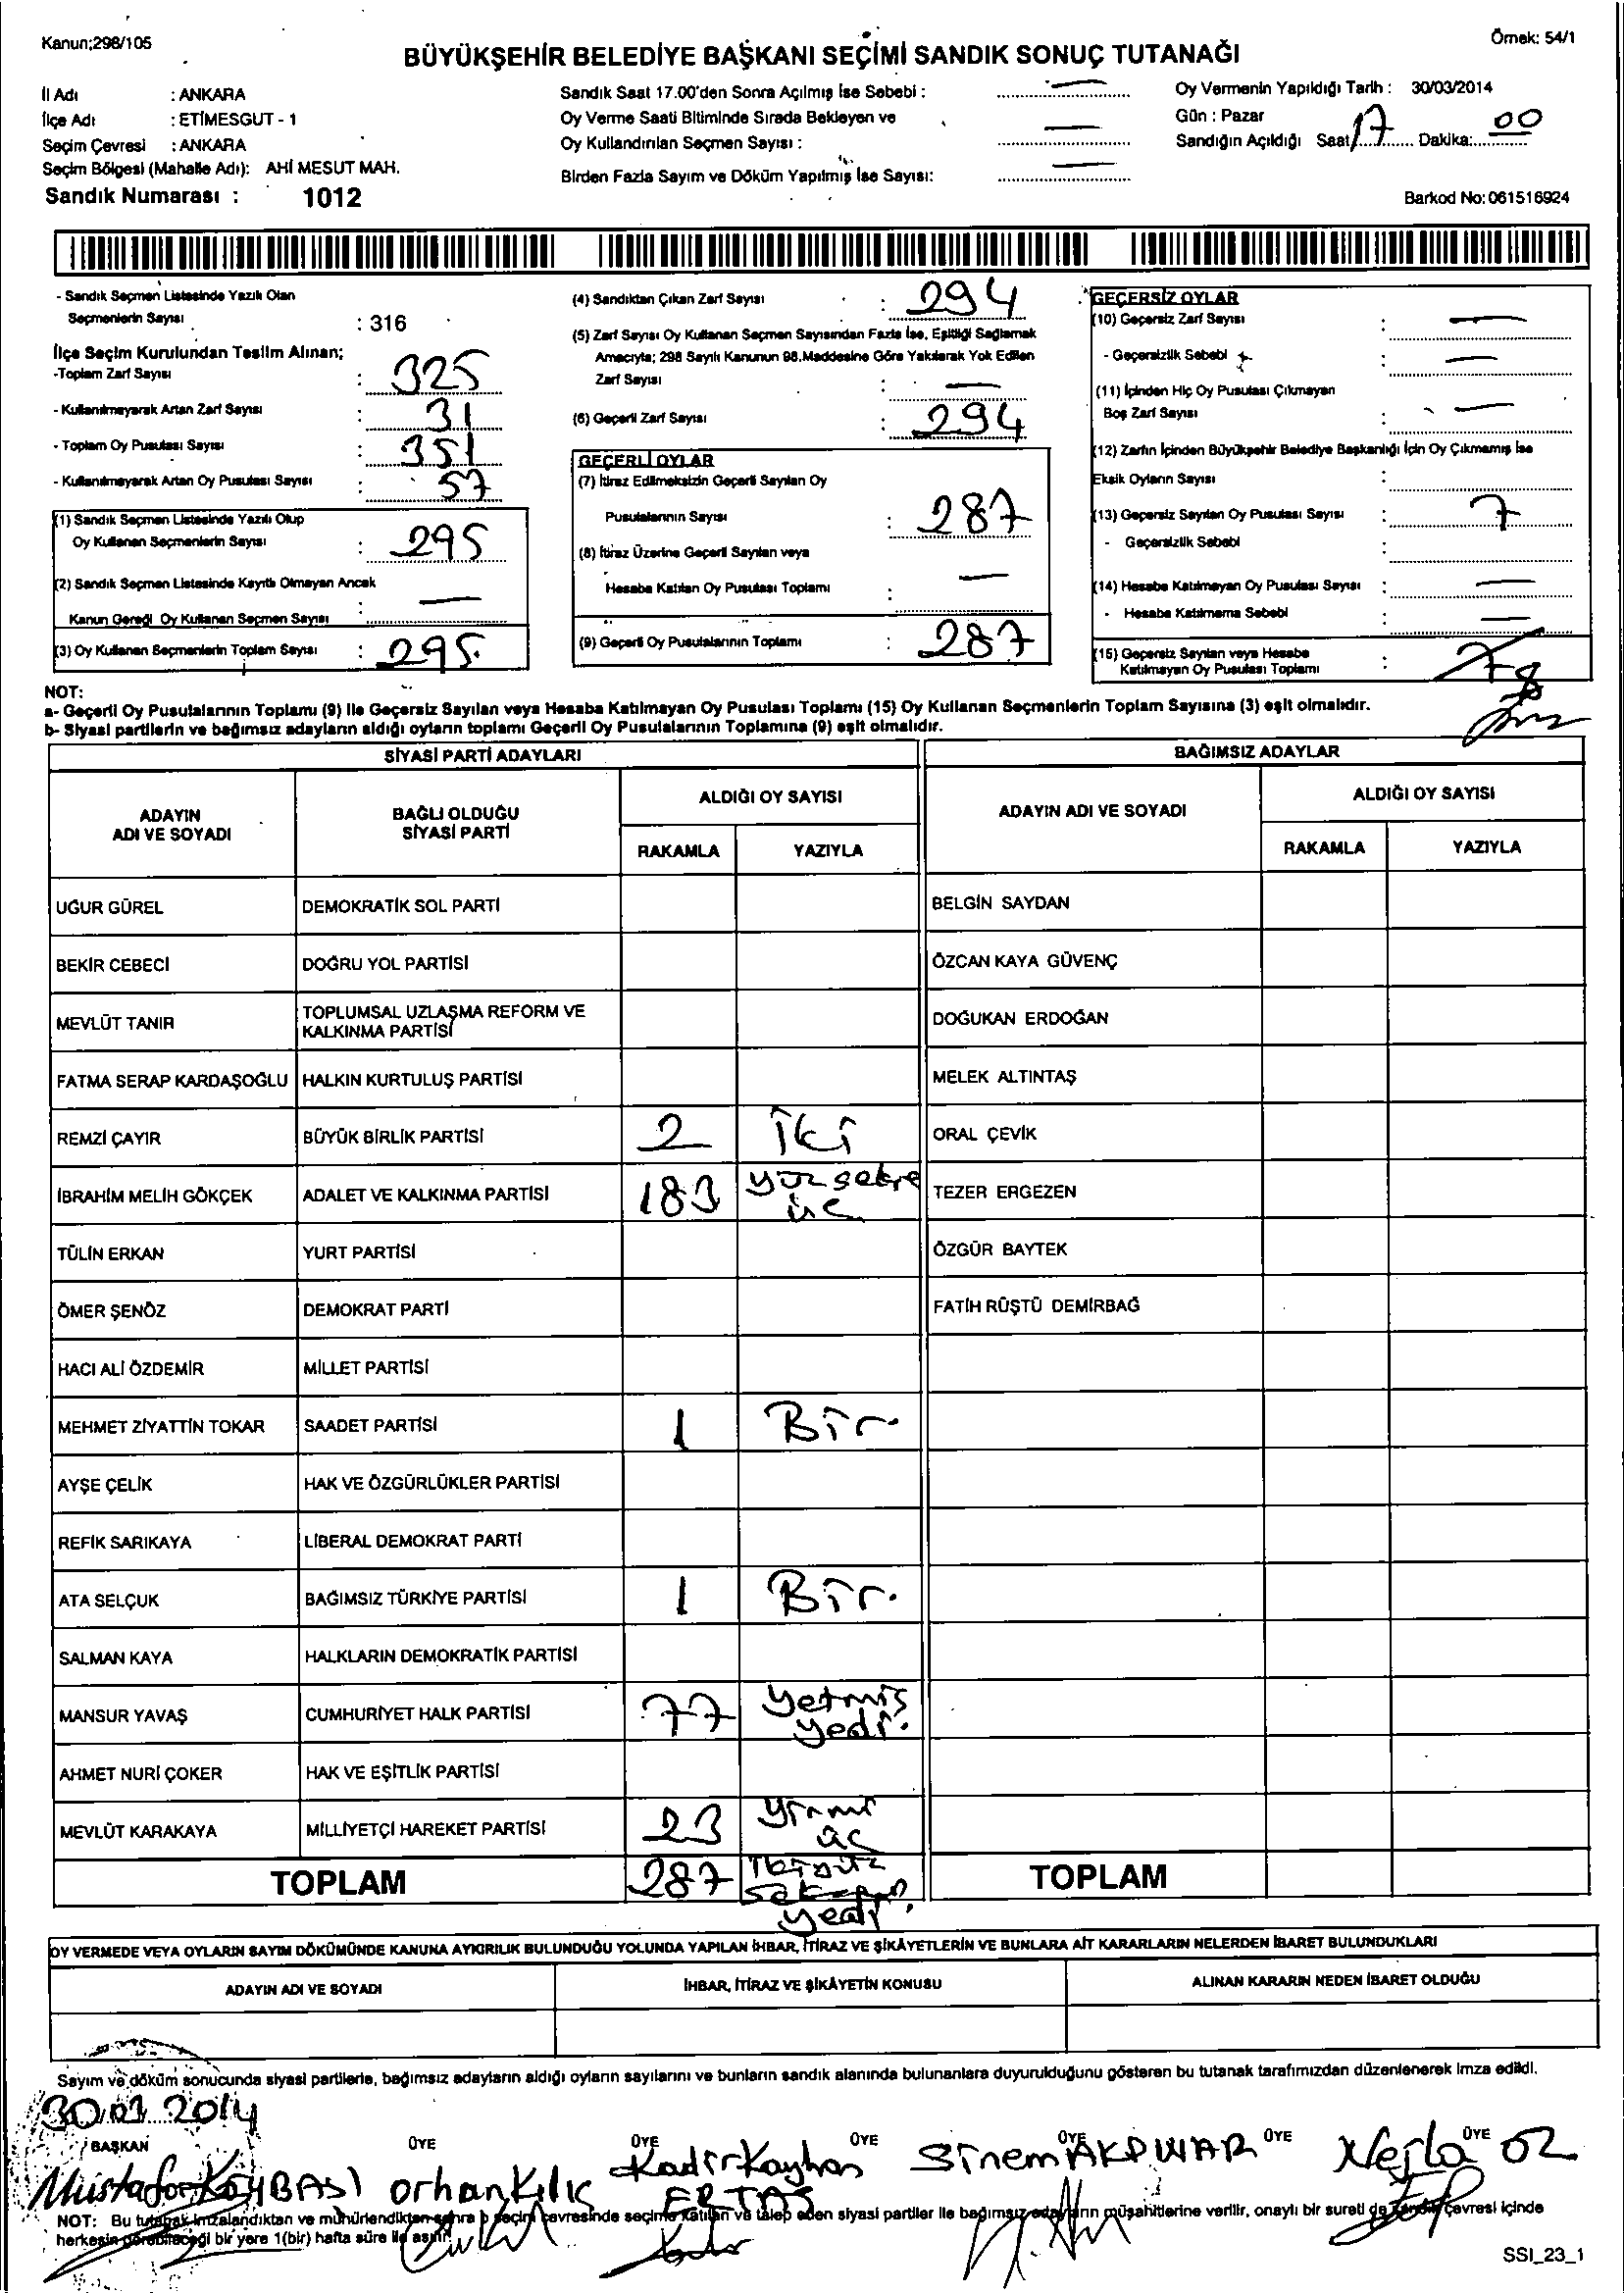 Kanun;298/105
Örnek: 54/1
BÜYÜKŞEHİR BELEDİYE BAŞKANI SEÇİMİ SANDIK SONUÇ TUTANAĞI
İl Adı : ANKARA
İlçe Adı : ETİMESGUT - 1
Seçim Çevresi : ANKARA
Seçim Bölgesi (Mahalle Adı): AHİ MESUT MAH.
Sandık Numarası : 1012
Sandık Saat 17.00'den Sonra Açılmış İse Sebebi : —
Oy Verme Saati Bitiminde Sırada Bekleyen ve
Oy Kullandırılan Seçmen Sayısı : —
Birden Fazla Sayım ve Döküm Yapılmış İse Sayısı: —
Oy Vermenin Yapıldığı Tarih : 30/03/2014
Gün : Pazar
Sandığın Açıldığı Saat 17 Dakika: 00
Barkod No: 061516924
- Sandık Seçmen Listesinde Yazılı Olan
Seçmenlerin Sayısı : 316
İlçe Seçim Kurulundan Teslim Alınan;
-Toplam Zarf Sayısı : 325
- Kullanılmayarak Artan Zarf Sayısı : 31
- Toplam Oy Pusulası Sayısı : 351
- Kullanılmayarak Artan Oy Pusulası Sayısı : 57
(1) Sandık Seçmen Listesinde Yazılı Olup
Oy Kullanan Seçmenlerin Sayısı : 295
(2) Sandık Seçmen Listesinde Kayıtlı Olmayan Ancak
Kanun Gereği Oy Kullanan Seçmen Sayısı : —
(3) Oy Kullanan Seçmenlerin Toplam Sayısı : 295
(4) Sandıktan Çıkan Zarf Sayısı : 294
(5) Zarf Sayısı Oy Kullanan Seçmen Sayısından Fazla İse, Eşitliği Sağlamak
Amacıyla; 298 Sayılı Kanunun 98.Maddesine Göre Yakılarak Yok Edilen
Zarf Sayısı : —
(6) Geçerli Zarf Sayısı : 294
GEÇERLİ OYLAR
(7) İtiraz Edilmeksizin Geçerli Sayılan Oy
Pusulalarının Sayısı : 287
(8) İtiraz Üzerine Geçerli Sayılan veya
Hesaba Katılan Oy Pusulası Toplamı : —
(9) Geçerli Oy Pusulalarının Toplamı : 287
GEÇERSİZ OYLAR
(10) Geçersiz Zarf Sayısı : —
- Geçersizlik Sebebi : —
(11) İçinden Hiç Oy Pusulası Çıkmayan
Boş Zarf Sayısı : —
(12) Zarfın İçinden Büyükşehir Belediye Başkanlığı İçin Oy Çıkmamış İse
Eksik Oyların Sayısı :
(13) Geçersiz Sayılan Oy Pusulası Sayısı : 7
- Geçersizlik Sebebi :
(14) Hesaba Katılmayan Oy Pusulası Sayısı : —
- Hesaba Katılmama Sebebi : —
(15) Geçersiz Sayılan veya Hesaba
Katılmayan Oy Pusulası Toplamı : 7 8
NOT:
a- Geçerli Oy Pusulalarının Toplamı (9) ile Geçersiz Sayılan veya Hesaba Katılmayan Oy Pusulası Toplamı (15) Oy Kullanan Seçmenlerin Toplam Sayısına (3) eşit olmalıdır.
b- Siyasi partilerin ve bağımsız adayların aldığı oyların toplamı Geçerli Oy Pusulalarının Toplamına (9) eşit olmalıdır.
SİYASİ PARTİ ADAYLARI
ADAYIN
ADI VE SOYADI
BAĞLI OLDUĞU
SİYASİ PARTİ
ALDIĞI OY SAYISI
RAKAMLA YAZIYLA
UĞUR GÜREL DEMOKRATİK SOL PARTİ
BEKİR CEBECİ DOĞRU YOL PARTİSİ
MEVLÜT TANIR TOPLUMSAL UZLAŞMA REFORM VE
KALKINMA PARTİSİ
FATMA SERAP KARDAŞOĞLU HALKIN KURTULUŞ PARTİSİ
REMZİ ÇAYIR BÜYÜK BİRLİK PARTİSİ 2 İki
İBRAHİM MELİH GÖKÇEK ADALET VE KALKINMA PARTİSİ 183 yüz sekse
üç
TÜLİN ERKAN YURT PARTİSİ
ÖMER ŞENÖZ DEMOKRAT PARTİ
HACI ALİ ÖZDEMİR MİLLET PARTİSİ
MEHMET ZİYATTİN TOKAR SAADET PARTİSİ 1 Bir.
AYŞE ÇELİK HAK VE ÖZGÜRLÜKLER PARTİSİ
REFİK SARIKAYA LİBERAL DEMOKRAT PARTİ
ATA SELÇUK BAĞIMSIZ TÜRKİYE PARTİSİ 1 Bir.
SALMAN KAYA HALKLARIN DEMOKRATİK PARTİSİ
MANSUR YAVAŞ CUMHURİYET HALK PARTİSİ 77 yetmiş
yedi.
AHMET NURİ ÇOKER HAK VE EŞİTLİK PARTİSİ
MEVLÜT KARAKAYA MİLLİYETÇİ HAREKET PARTİSİ 23 yirmi
üç
TOPLAM 287 ikiyüz
seksen
yedi.
BAĞIMSIZ ADAYLAR
ADAYIN ADI VE SOYADI
ALDIĞI OY SAYISI
RAKAMLA YAZIYLA
BELGİN SAYDAN
ÖZCAN KAYA GÜVENÇ
DOĞUKAN ERDOĞAN
MELEK ALTINTAŞ
ORAL ÇEVİK
TEZER ERGEZEN
ÖZGÜR BAYTEK
FATİH RÜŞTÜ DEMİRBAĞ
TOPLAM
OY VERMEDE VEYA OYLARIN SAYIM DÖKÜMÜNDE KANUNA AYKIRILIK BULUNDUĞU YOLUNDA YAPILAN İHBAR, İTİRAZ VE ŞİKÂYETLERİN VE BUNLARA AİT KARARLARIN NELERDEN İBARET BULUNDUKLARI
ADAYIN ADI VE SOYADI
İHBAR, İTİRAZ VE ŞİKÂYETİN KONUSU
ALINAN KARARIN NEDEN İBARET OLDUĞU
Sayım ve döküm sonucunda siyasi partilerle, bağımsız adayların aldığı oyların sayılarını ve bunların sandık alanında bulunanlara duyurulduğunu gösteren bu tutanak tarafımızdan düzenlenerek imza edildi.
30.03.2014
BAŞKAN ÜYE ÜYE ÜYE ÜYE ÜYE ÜYE
Mustafa KÖYBAŞI orhan Kılıç Kadir Kayhan ERTAŞ Sinem AKPINAR Nejla ÖZ
NOT: Bu tutanak imzalandıktan ve mühürlendikten sonra o seçim çevresinde seçime katılan ve talep eden siyasi partiler ile bağımsız adayların müşahitlerine verilir, onaylı bir sureti de sandık çevresi içinde
herkesin görebileceği bir yere 1(bir) hafta süre ile asılır.
SSI_23_1